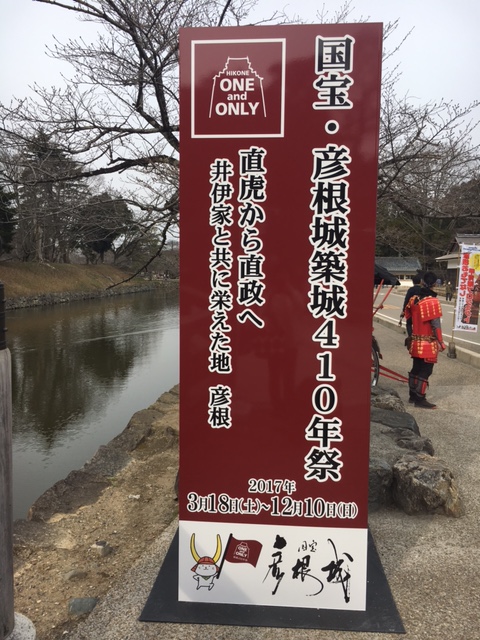 HIKONE
ONE
and
ONLY
国宝・彦根城築城410年祭
直虎から直政へ
井伊家と共に栄えた地 彦根
2017年
3月18日(土)~12月10日(日)
ONE
and
ONLY
国宝
彦根城